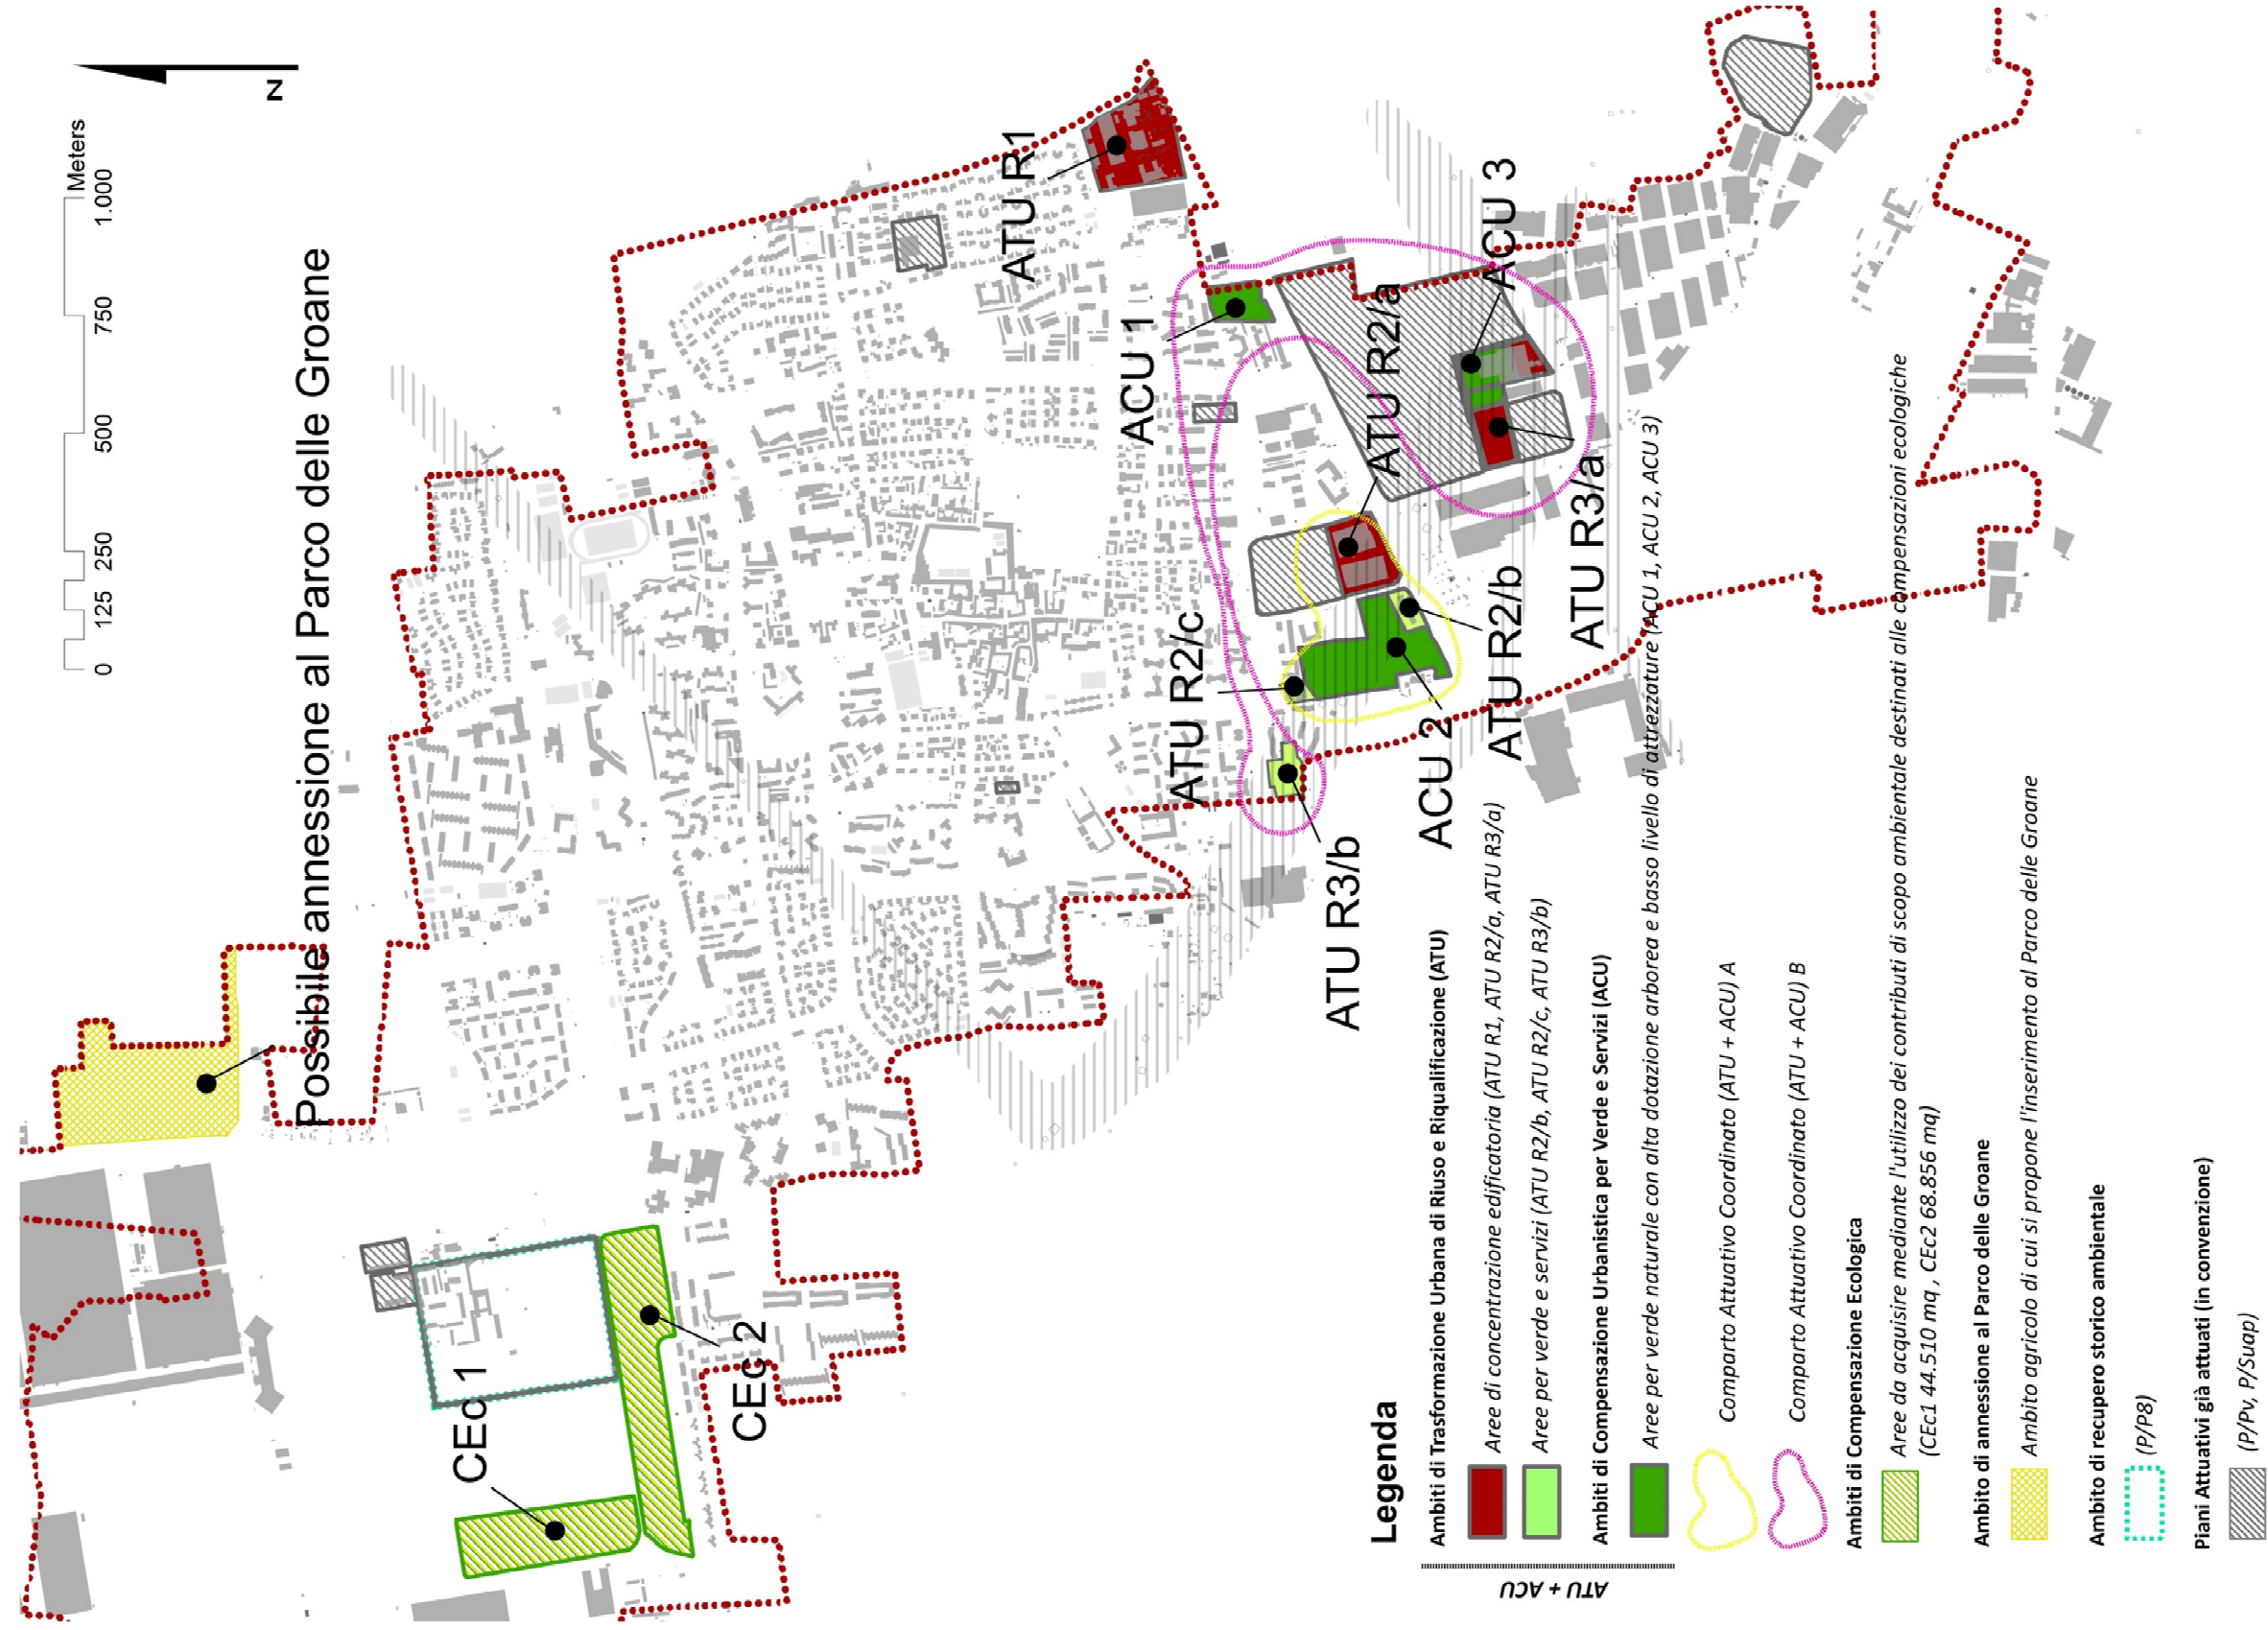 Possibile annessione al Parco delle Groane
0 125 250 500 750 1.000
Meters
N
CEc 1
CEc 2
ATU R1
ACU 1
ATU R2/c
ATU R2/a
ACU 3
ATU R3/b
ACU 2
ATU R2/b
ATU R3/a
Legenda
ATU + ACU
Ambiti di Trasformazione Urbana di Riuso e Riqualificazione (ATU)
Aree di concentrazione edificatoria (ATU R1, ATU R2/a, ATU R3/a)
Aree per verde e servizi (ATU R2/b, ATU R2/c, ATU R3/b)
Ambiti di Compensazione Urbanistica per Verde e Servizi (ACU)
Aree per verde naturale con alta dotazione arborea e basso livello di attrezzature (ACU 1, ACU 2, ACU 3)
Comparto Attuativo Coordinato (ATU + ACU) A
Comparto Attuativo Coordinato (ATU + ACU) B
Ambiti di Compensazione Ecologica
Aree da acquisire mediante l'utilizzo dei contributi di scopo ambientale destinati alle compensazioni ecologiche
(CEc1 44.510 mq , CEc2 68.856 mq)
Ambito di annessione al Parco delle Groane
Ambito agricolo di cui si propone l'inserimento al Parco delle Groane
Ambito di recupero storico ambientale
(P/P8)
Piani Attuativi già attuati (in convenzione)
(P/Pv, P/Suap)